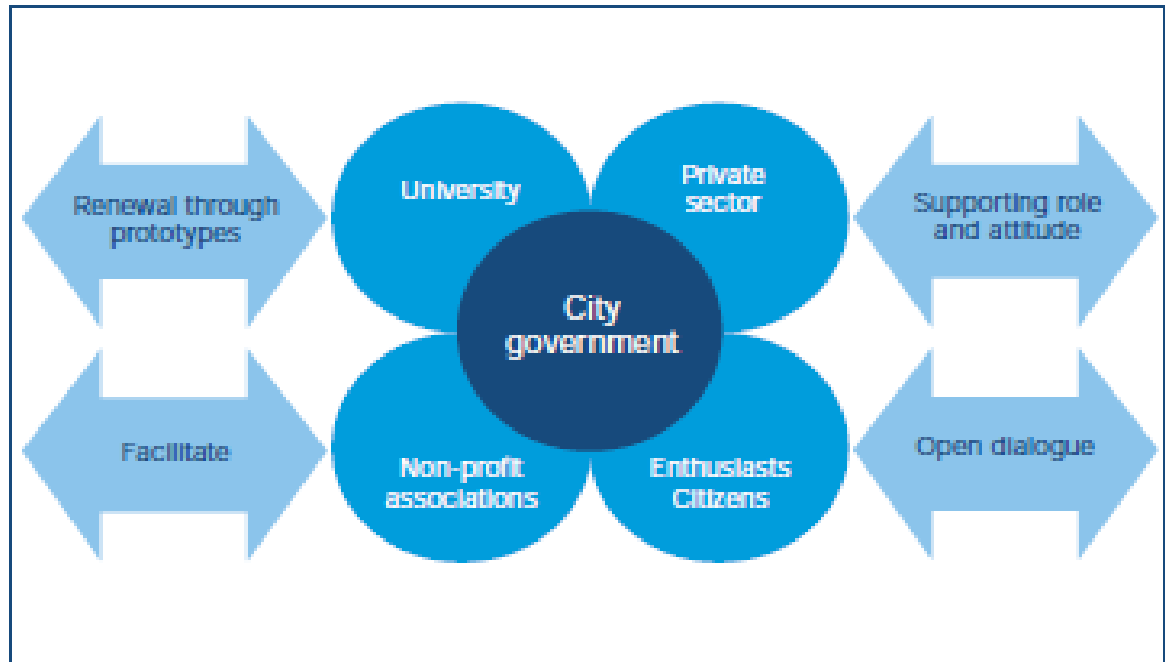 Renewal through
prototypes
University
Private
sector
Supporting role
and attitude
City
government
Facilitate
Non-profit
associations
Enthusiasts
Citizens
Open dialogue